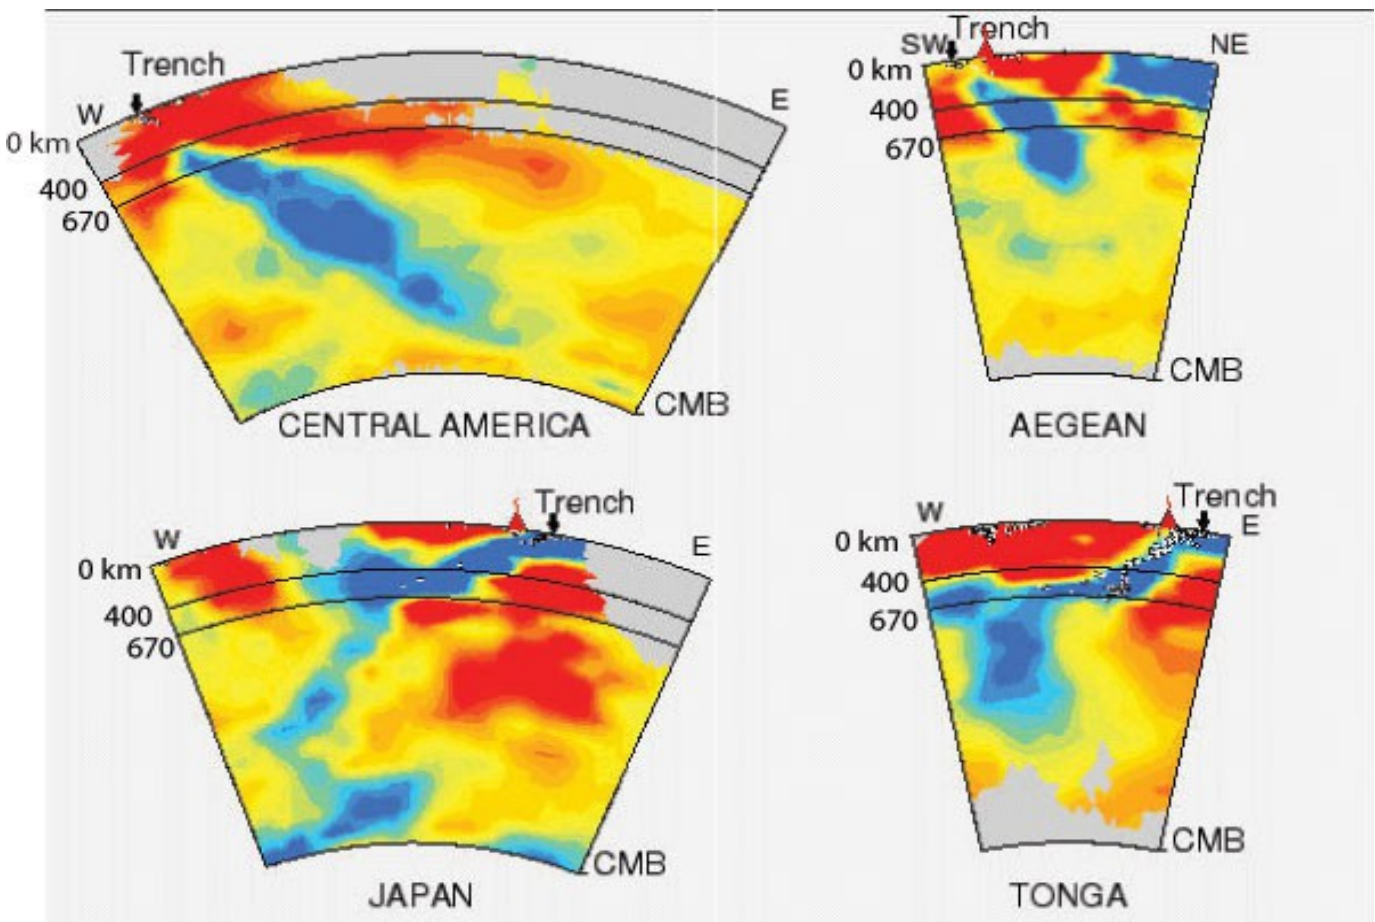 Trench
W
E
0 km
400
670
CMB
CENTRAL AMERICA
Trench
SW
NE
0 km
400
670
CMB
AEGEAN
Trench
W
E
0 km
400
670
CMB
JAPAN
Trench
W
E
0 km
400
670
CMB
TONGA